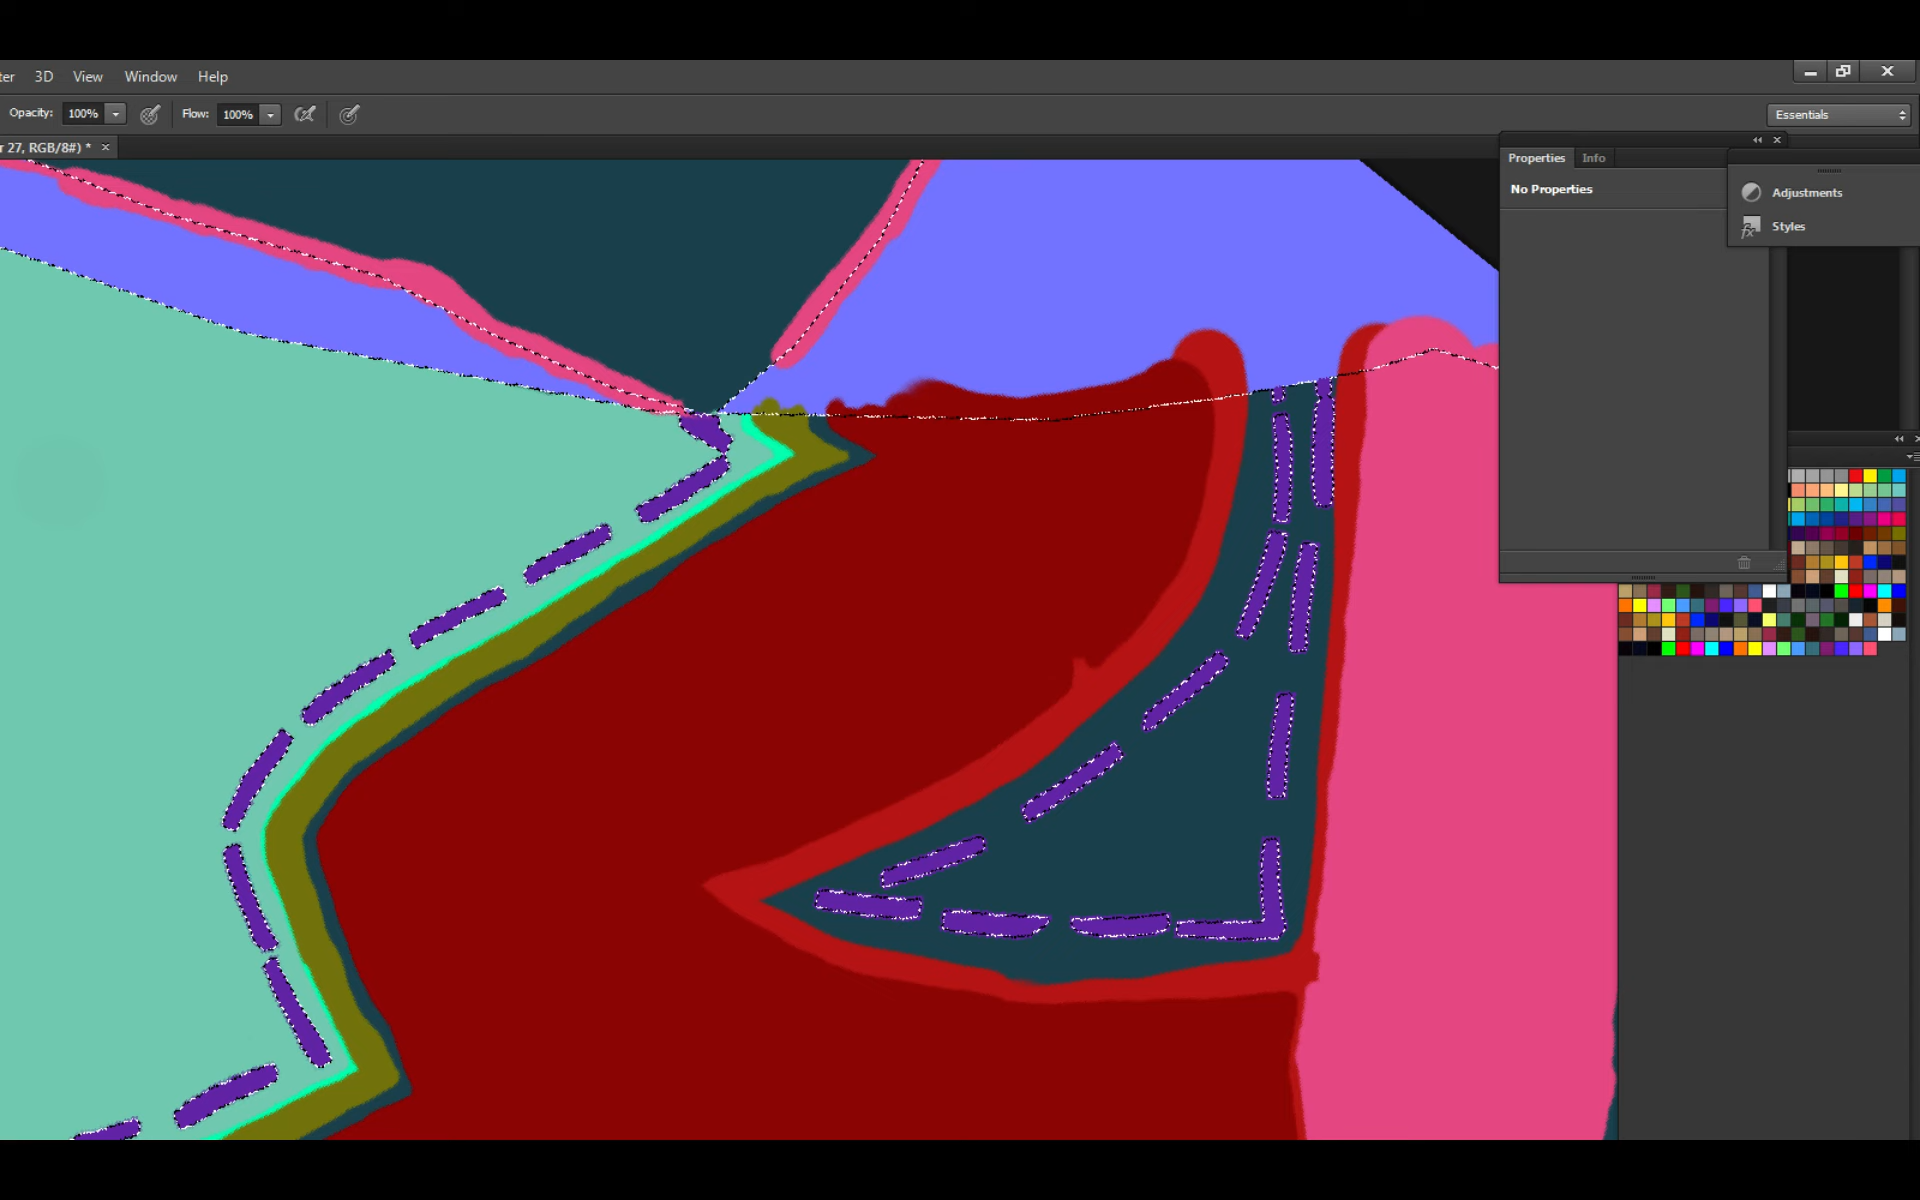 ter 3D View Window Help
Opacity: 100% Flow: 100% Essentials
r 27, RGB/8#) * ×
Properties Info
No Properties
Adjustments
fx Styles